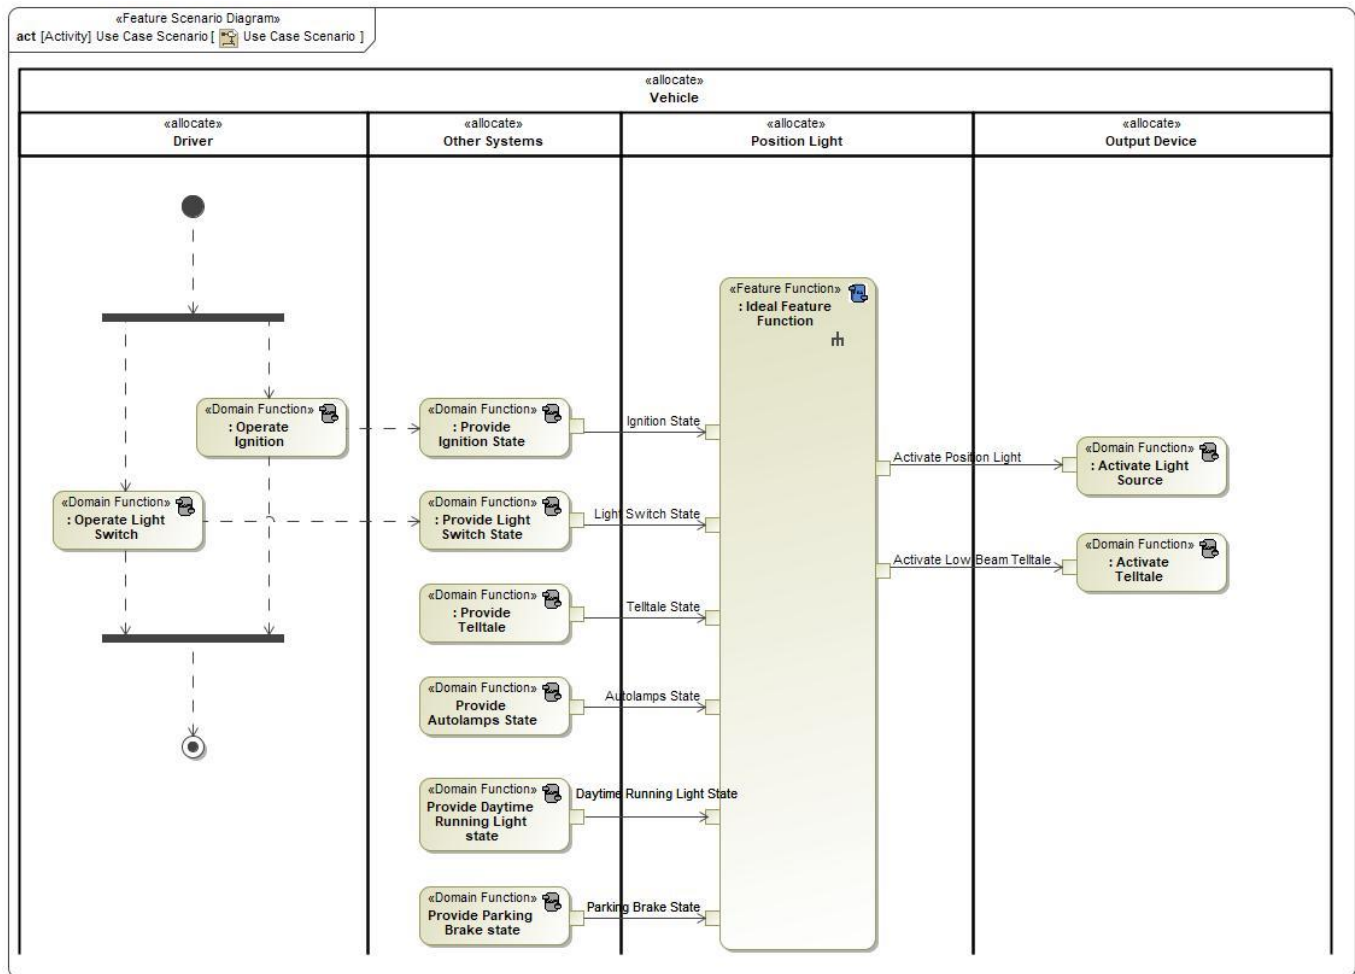 «Feature Scenario Diagram»
act [Activity] Use Case Scenario [ Use Case Scenario ]
«allocate»
Vehicle
«allocate»
Driver
«allocate»
Other Systems
«allocate»
Position Light
«allocate»
Output Device
«Domain Function»
: Operate
Ignition
«Domain Function»
: Operate Light
Switch
«Domain Function»
: Provide
Ignition State
«Domain Function»
: Provide Light
Switch State
«Domain Function»
: Provide
Telltale
«Domain Function»
Provide
Autolamps State
«Domain Function»
Provide Daytime
Running Light
state
«Domain Function»
Provide Parking
Brake state
Ignition State
Light Switch State
Telltale State
Autolamps State
Daytime Running Light State
Parking Brake State
«Feature Function»
: Ideal Feature
Function
Activate Position Light
Activate Low Beam Telltale
«Domain Function»
: Activate Light
Source
«Domain Function»
: Activate
Telltale